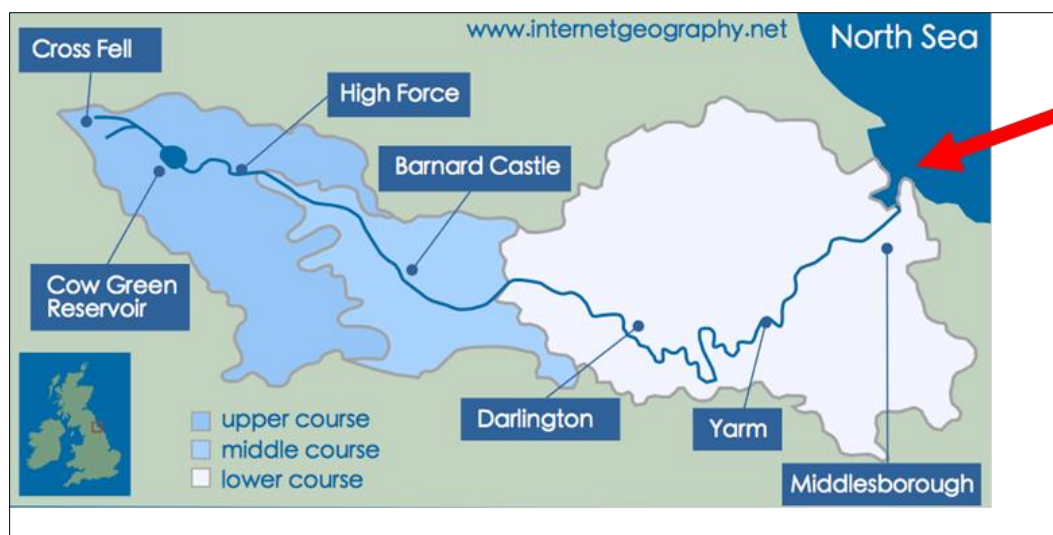 www.internetgeography.net
North Sea
Cross Fell
High Force
Barnard Castle
Cow Green
Reservoir
upper course
middle course
lower course
Darlington
Yarm
Middlesborough